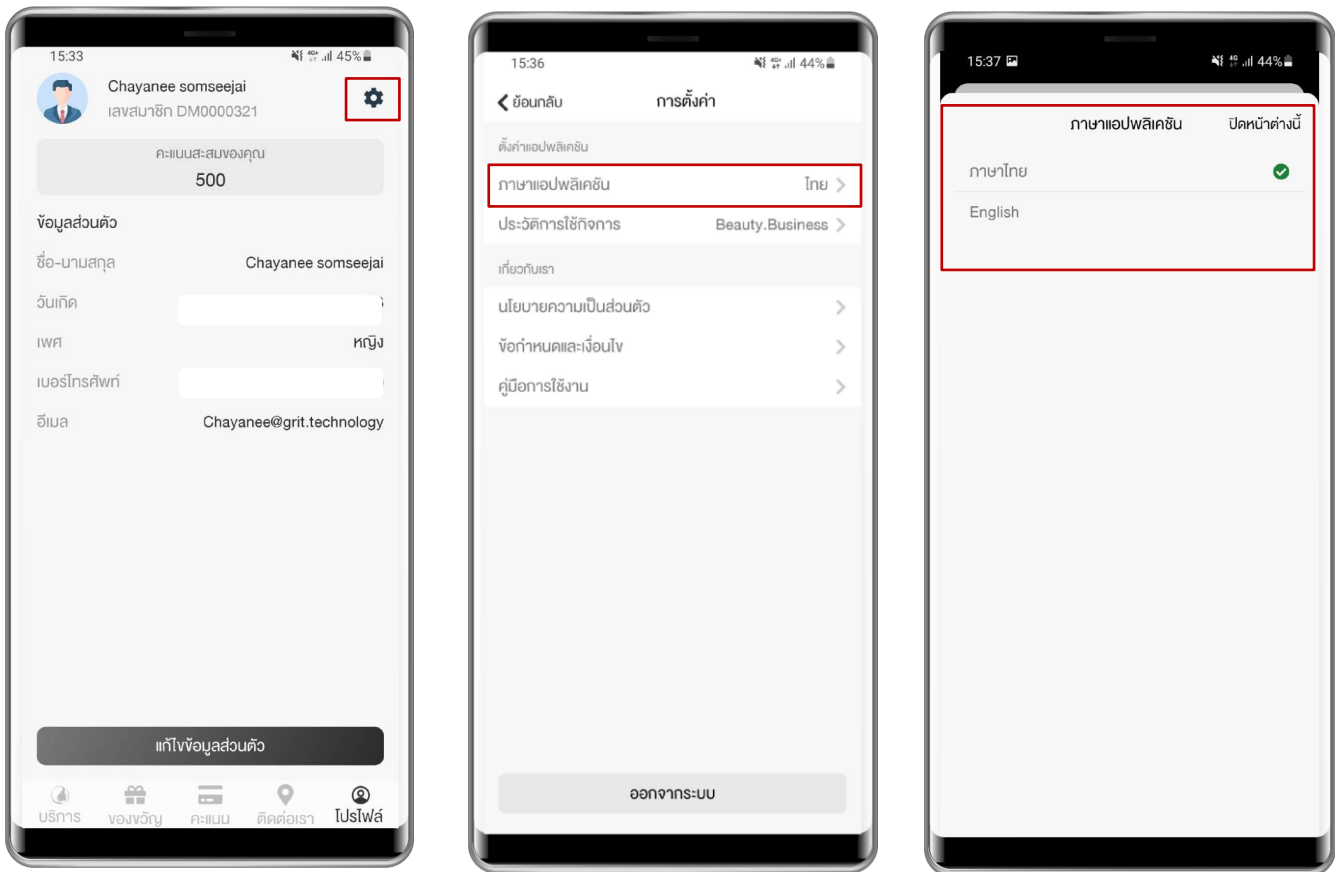 15:33
45%
Chayanee somseejai
เลขสมาชิก DM0000321
คะแนนสะสมของคุณ
500
ข้อมูลส่วนตัว
ชื่อ-นามสกุล Chayanee somseejai
วันเกิด
เพศ หญิง
เบอร์โทรศัพท์
อีเมล Chayanee@grit.technology
แก้ไขข้อมูลส่วนตัว
บริการ ของขวัญ คะแนน ติดต่อเรา โปรไฟล์
15:36
44%
ย้อนกลับ การตั้งค่า
ตั้งค่าแอปพลิเคชัน
ภาษาแอปพลิเคชัน ไทย
ประวัติการใช้กิจการ Beauty.Business
เกี่ยวกับเรา
นโยบายความเป็นส่วนตัว
ข้อกำหนดและเงื่อนไข
คู่มือการใช้งาน
ออกจากระบบ
15:37
44%
ภาษาแอปพลิเคชัน ปิดหน้าต่างนี้
ภาษาไทย
English